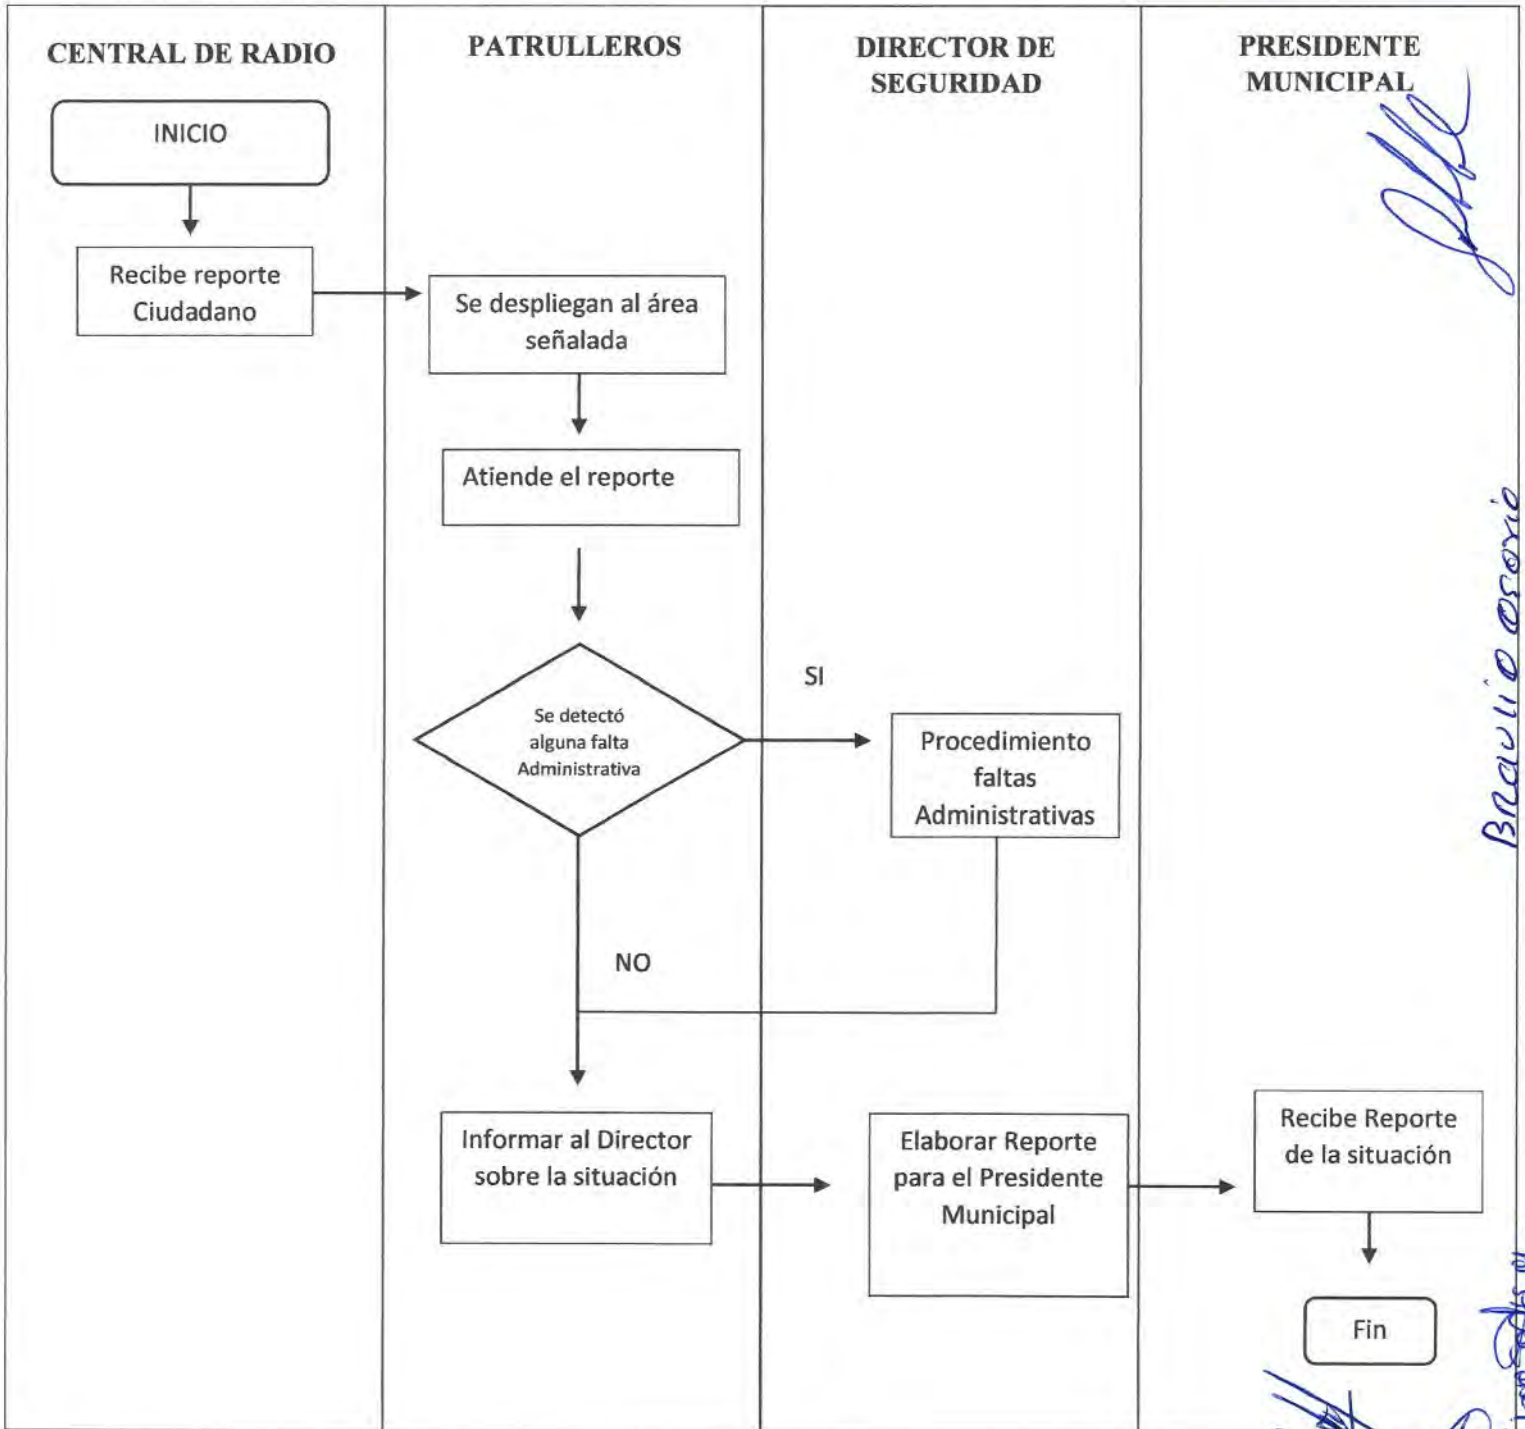 CENTRAL DE RADIO
PATRULLEROS
DIRECTOR DE
SEGURIDAD
PRESIDENTE
MUNICIPAL
INICIO
Recibe reporte
Ciudadano
Se despliegan al área
señalada
Atiende el reporte
Se detectó
alguna falta
Administrativa
SI
Procedimiento
faltas
Administrativas
NO
Informar al Director
sobre la situación
Elaborar Reporte
para el Presidente
Municipal
Recibe Reporte
de la situación
Fin
Braulio Osorio